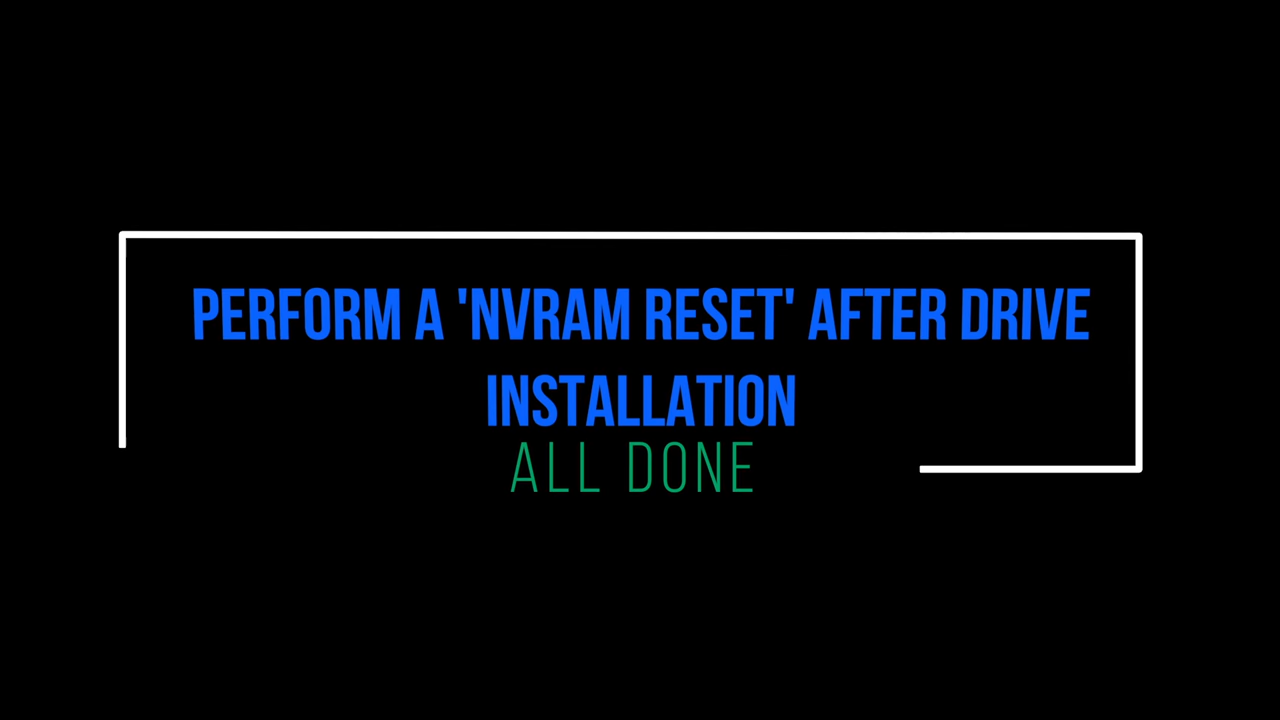 PERFORM A 'NVRAM RESET' AFTER DRIVE
INSTALLATION
ALL DONE